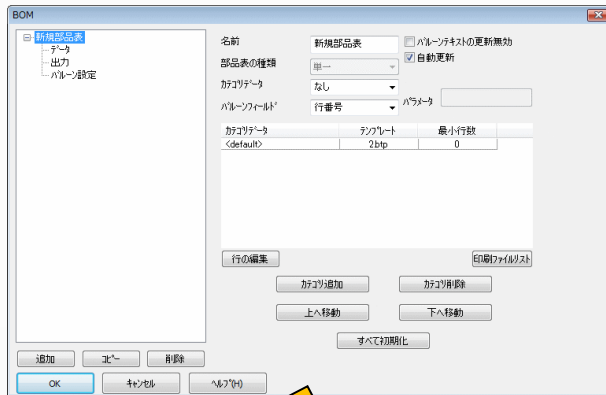 BOM
新規部品表
データ
出力
バルーン設定
名前
新規部品表
バルーンテキストの更新無効
部品表の種類
単一
自動更新
カテゴリデータ
なし
バルーンフィールド
行番号
パラメータ
カテゴリデータ
テンプレート
最小行数
<default>
2.btp
0
行の編集
印刷ファイルリスト
カテゴリ追加
カテゴリ削除
上へ移動
下へ移動
すべて初期化
追加
コピー
削除
OK
キャンセル
ヘルプ(H)